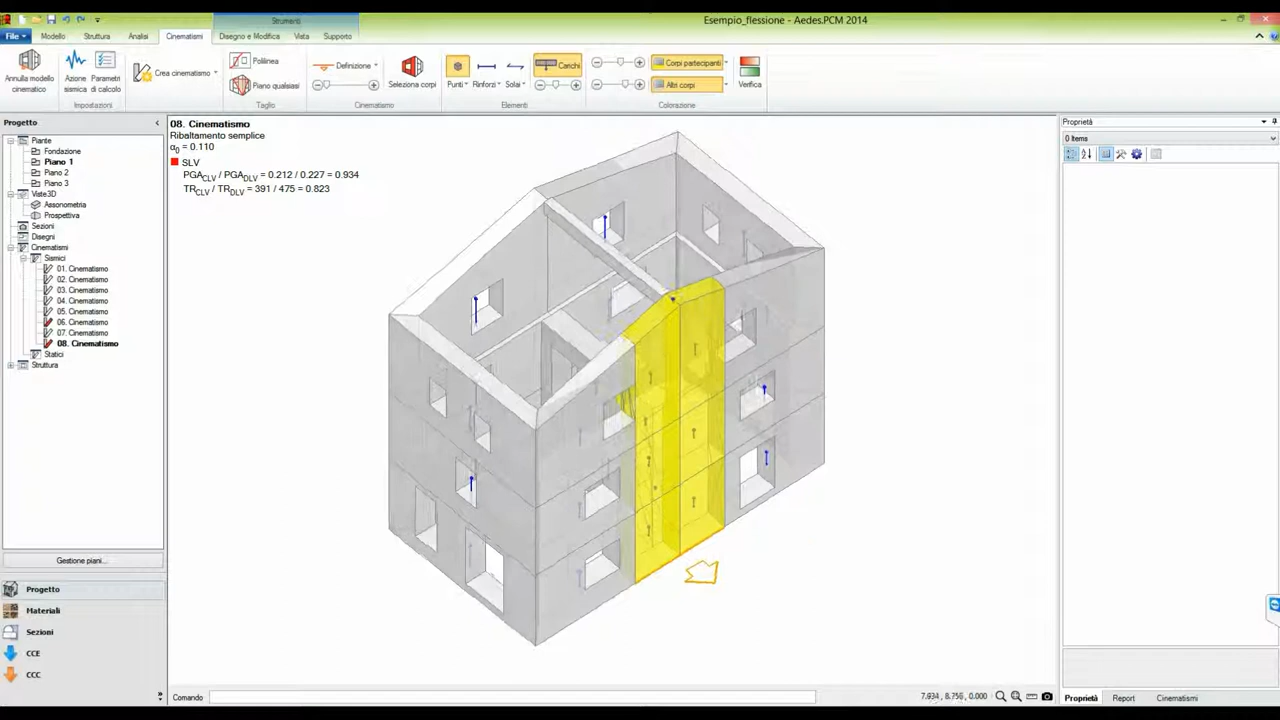 Strumenti
Esempio_flessione - Aedes.PCM 2014
File
Modello
Struttura
Analisi
Cinematismi
Disegno e Modifica
Vista
Supporto
Annulla modello cinematico
Azione sismica
Parametri di calcolo
Impostazioni
Crea cinematismo
Polilinea
Piano qualsiasi
Taglio
Definizione
Cinematismo
Seleziona corpi
Punti
Rinforzi
Solai
Carichi
Elementi
Corpi partecipanti
Altri corpi
Colorazione
Verifica
Progetto
Piante
Fondazione
Piano 1
Piano 2
Piano 3
Viste3D
Assonometria
Prospettiva
Sezioni
Disegni
Cinematismi
Sismici
01. Cinematismo
02. Cinematismo
03. Cinematismo
04. Cinematismo
05. Cinematismo
06. Cinematismo
07. Cinematismo
08. Cinematismo
Statici
Struttura
Gestione piani...
Progetto
Materiali
Sezioni
CCE
CCC
08. Cinematismo
Ribaltamento semplice
α0 = 0.110
SLV
PGACLV / PGADLV = 0.212 / 0.227 = 0.934
TRCLV / TRDLV = 391 / 475 = 0.823
Comando
7.934 , 8.756 , 0.000
Proprietà
0 Items
Proprietà
Report
Cinematismi